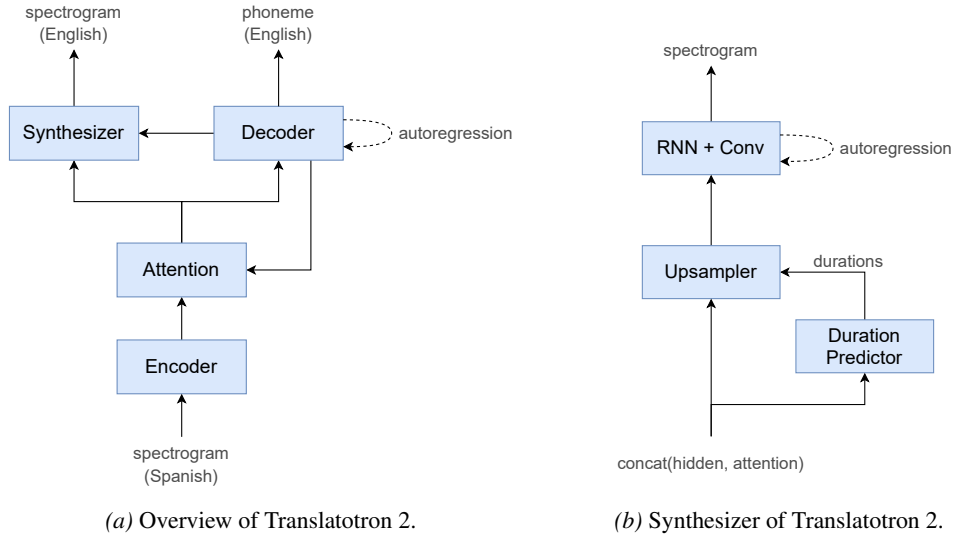 spectrogram
(English)
phoneme
(English)
Synthesizer
Decoder
autoregression
Attention
Encoder
spectrogram
(Spanish)
(a) Overview of Translatotron 2.
spectrogram
RNN + Conv
autoregression
Upsampler
durations
Duration
Predictor
concat(hidden, attention)
(b) Synthesizer of Translatotron 2.